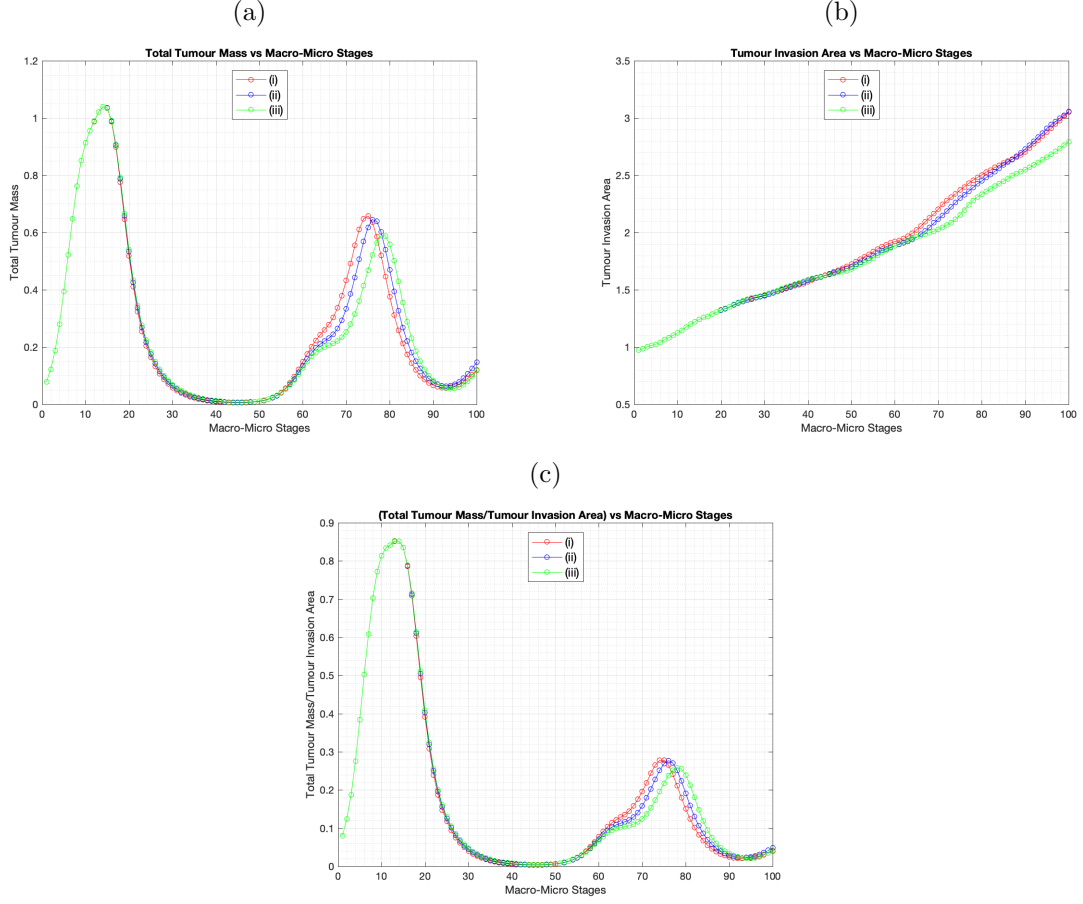 (a)
Total Tumour Mass vs Macro-Micro Stages
1.2
1
0.8
0.6
0.4
0.2
0
Total Tumour Mass
(i)
(ii)
(iii)
0 10 20 30 40 50 60 70 80 90 100
Macro-Micro Stages
(b)
Tumour Invasion Area vs Macro-Micro Stages
3.5
3
2.5
2
1.5
1
0.5
Tumour Invasion Area
(i)
(ii)
(iii)
0 10 20 30 40 50 60 70 80 90 100
Macro-Micro Stages
(c)
(Total Tumour Mass/Tumour Invasion Area) vs Macro-Micro Stages
0.9
0.8
0.7
0.6
0.5
0.4
0.3
0.2
0.1
0
Total Tumour Mass/Tumour Invasion Area
(i)
(ii)
(iii)
0 10 20 30 40 50 60 70 80 90 100
Macro-Micro Stages